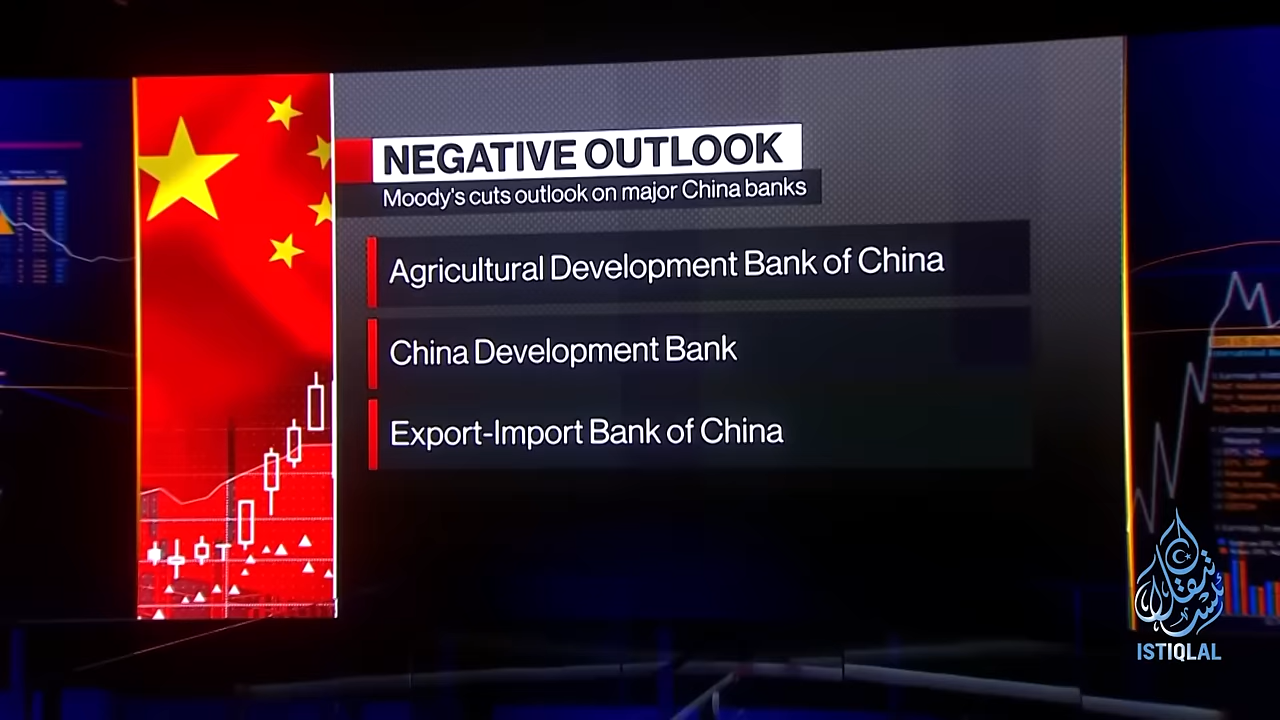 NEGATIVE OUTLOOK
Moody's cuts outlook on major China banks
Agricultural Development Bank of China
China Development Bank
Export-Import Bank of China
ISTIQLAL